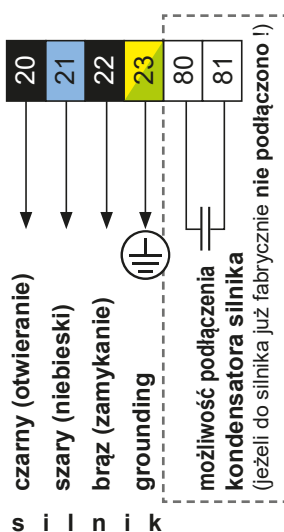 20 21 22 23 80 81
czarny (otwieranie)
szary (niebieski)
brąz (zamykanie)
grounding
możliwość podłączenia
kondensatora silnika
(jeżeli do silnika już fabrycznie nie podłączono !)
s i l n i k